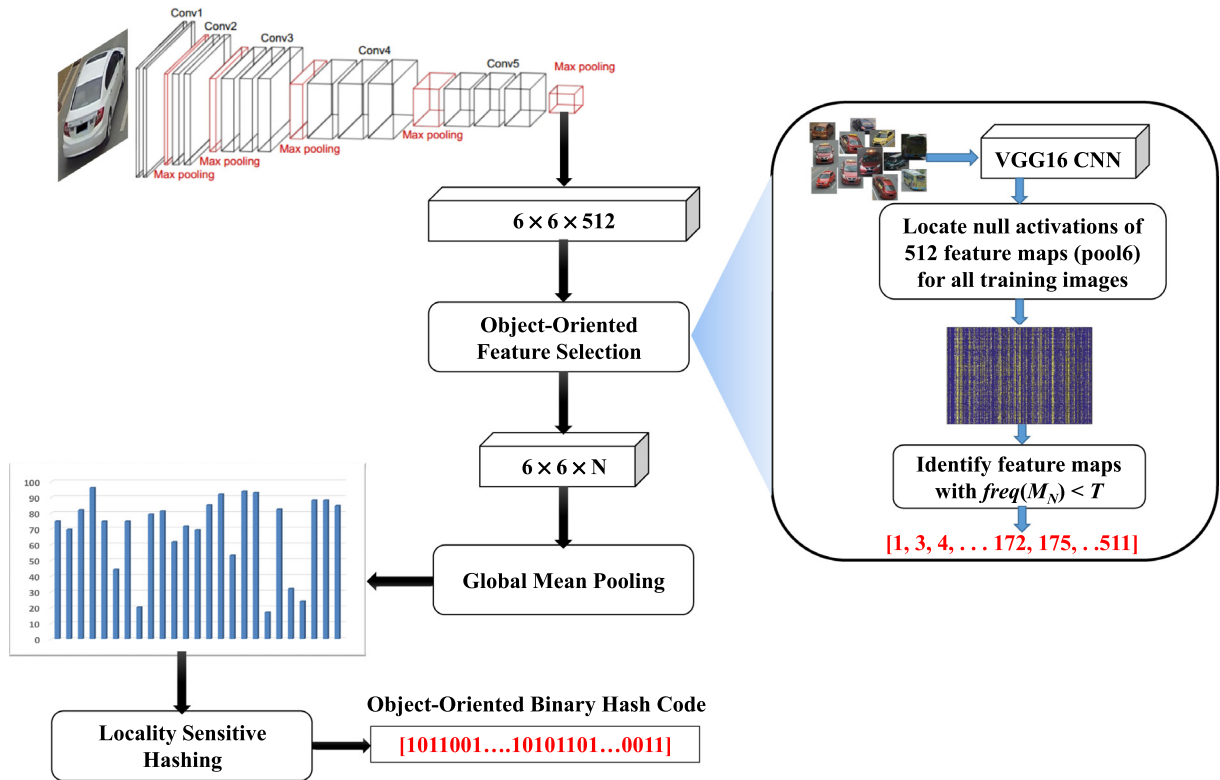 Conv1
Conv2
Conv3
Conv4
Conv5
Max pooling
Max pooling
Max pooling
Max pooling
Max pooling
6 × 6 × 512
Object-Oriented
Feature Selection
6 × 6 × N
Global Mean Pooling
VGG16 CNN
Locate null activations of
512 feature maps (pool6)
for all training images
Identify feature maps
with freq(M_N) < T
[1, 3, 4, . . . 172, 175, . .511]
100
90
80
70
60
50
40
30
20
10
0
Locality Sensitive
Hashing
Object-Oriented Binary Hash Code
[1011001….10101101…0011]